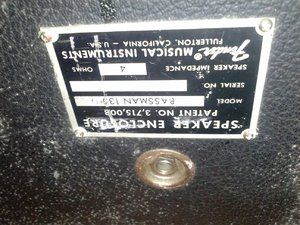 SPEAKER ENCLOSURE
PATENT NO. 3,715,008
MODEL BASSMAN 135
SERIAL NO.
SPEAKER IMPEDANCE 4 OHMS
Fender MUSICAL INSTRUMENTS
FULLERTON, CALIFORNIA - U.S.A.